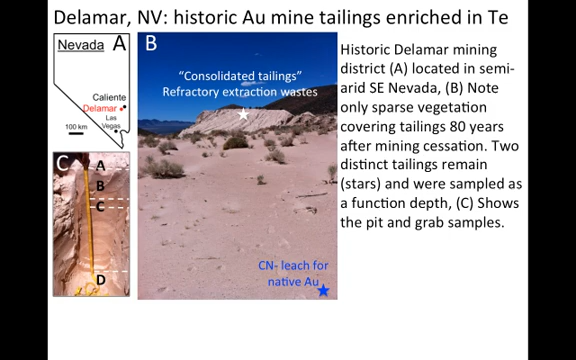 Delamar, NV: historic Au mine tailings enriched in Te
Nevada
A
Caliente
Delamar
Las
Vegas
100 km
B
"Consolidated tailings"
Refractory extraction wastes
CN- leach for
native Au
C
A
B
C
D
Historic Delamar mining
district (A) located in semi-
arid SE Nevada, (B) Note
only sparse vegetation
covering tailings 80 years
after mining cessation. Two
distinct tailings remain
(stars) and were sampled as
a function depth, (C) Shows
the pit and grab samples.